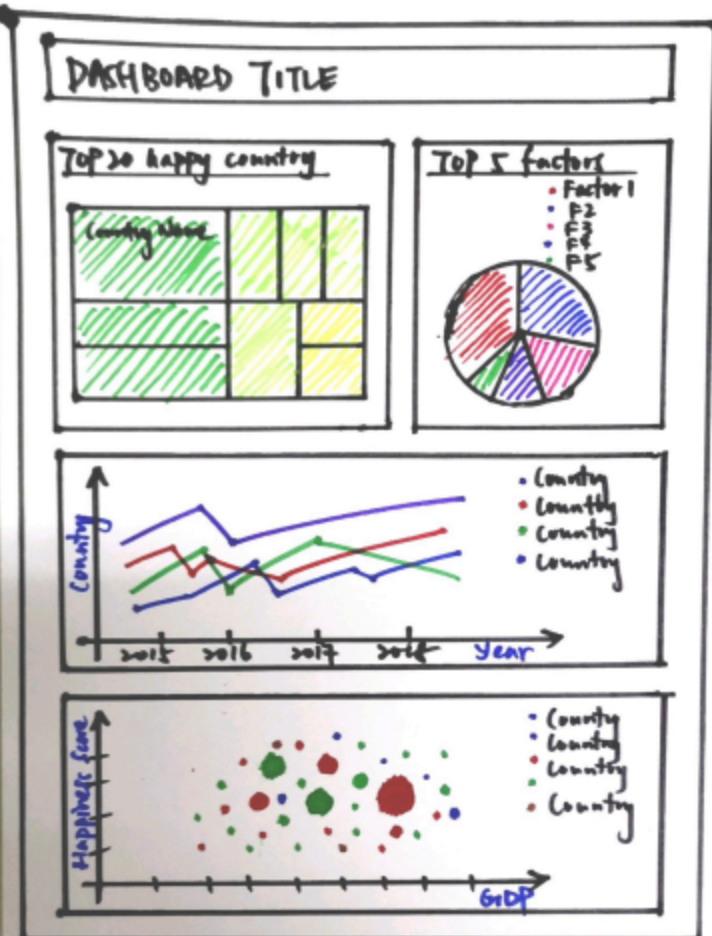 DASHBOARD TITLE
TOP 20 happy country
Country Name
TOP 5 factors
Factor 1
F2
F3
F4
F5
Country
Country
Country
Country
Country
2015 2016 2017 2018
Year
Happiness Score
Country
Country
Country
Country
GDP